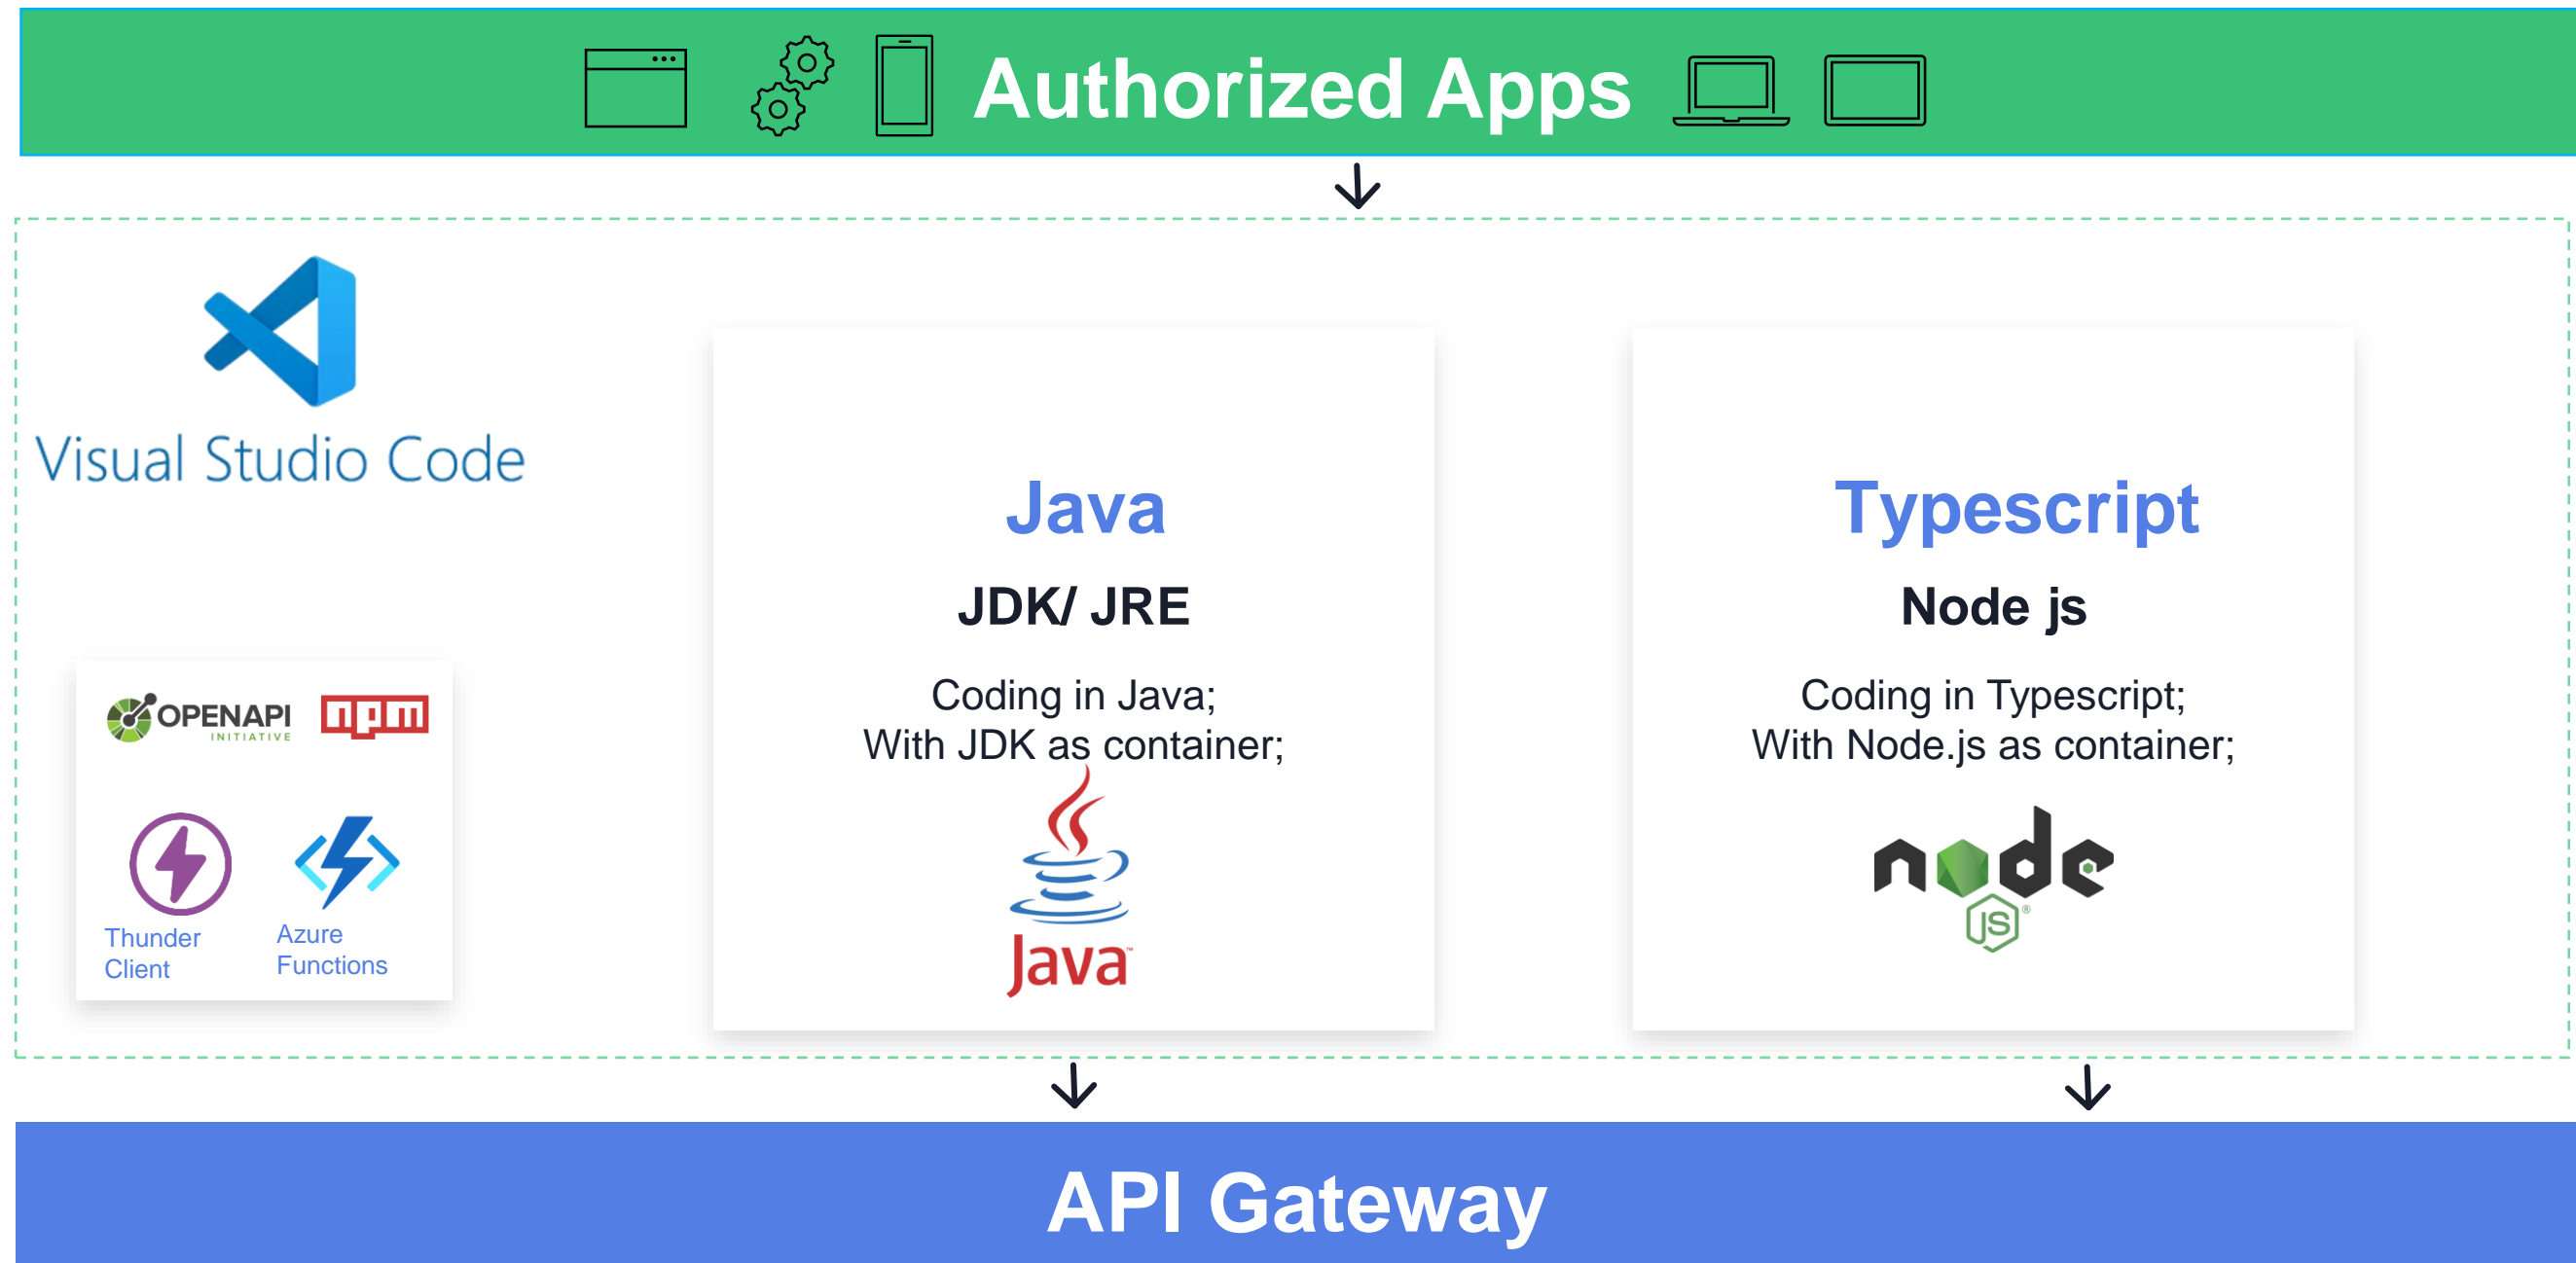 Authorized Apps
Visual Studio Code
OPENAPI
INITIATIVE
npm
Thunder
Client
Azure
Functions
Java
JDK/ JRE
Coding in Java;
With JDK as container;
Java™
Typescript
Node js
Coding in Typescript;
With Node.js as container;
node
JS®
API Gateway